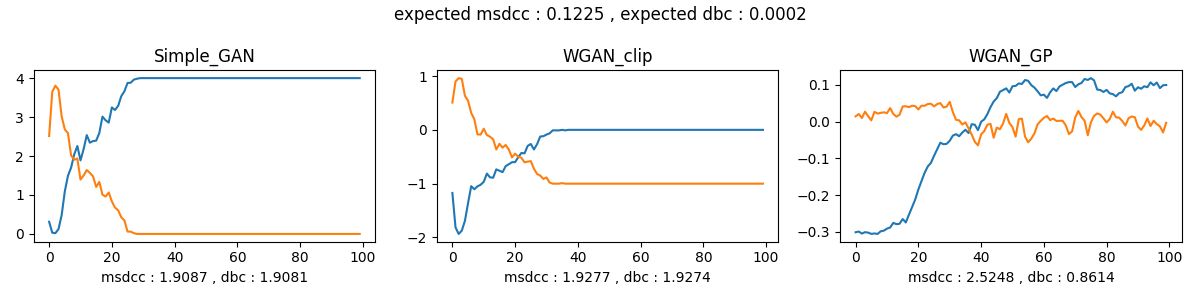 expected msdcc : 0.1225 , expected dbc : 0.0002
Simple_GAN
4
3
2
1
0
0 20 40 60 80 100
msdcc : 1.9087 , dbc : 1.9081
WGAN_clip
1
0
−1
−2
0 20 40 60 80 100
msdcc : 1.9277 , dbc : 1.9274
WGAN_GP
0.1
0.0
−0.1
−0.2
−0.3
0 20 40 60 80 100
msdcc : 2.5248 , dbc : 0.8614